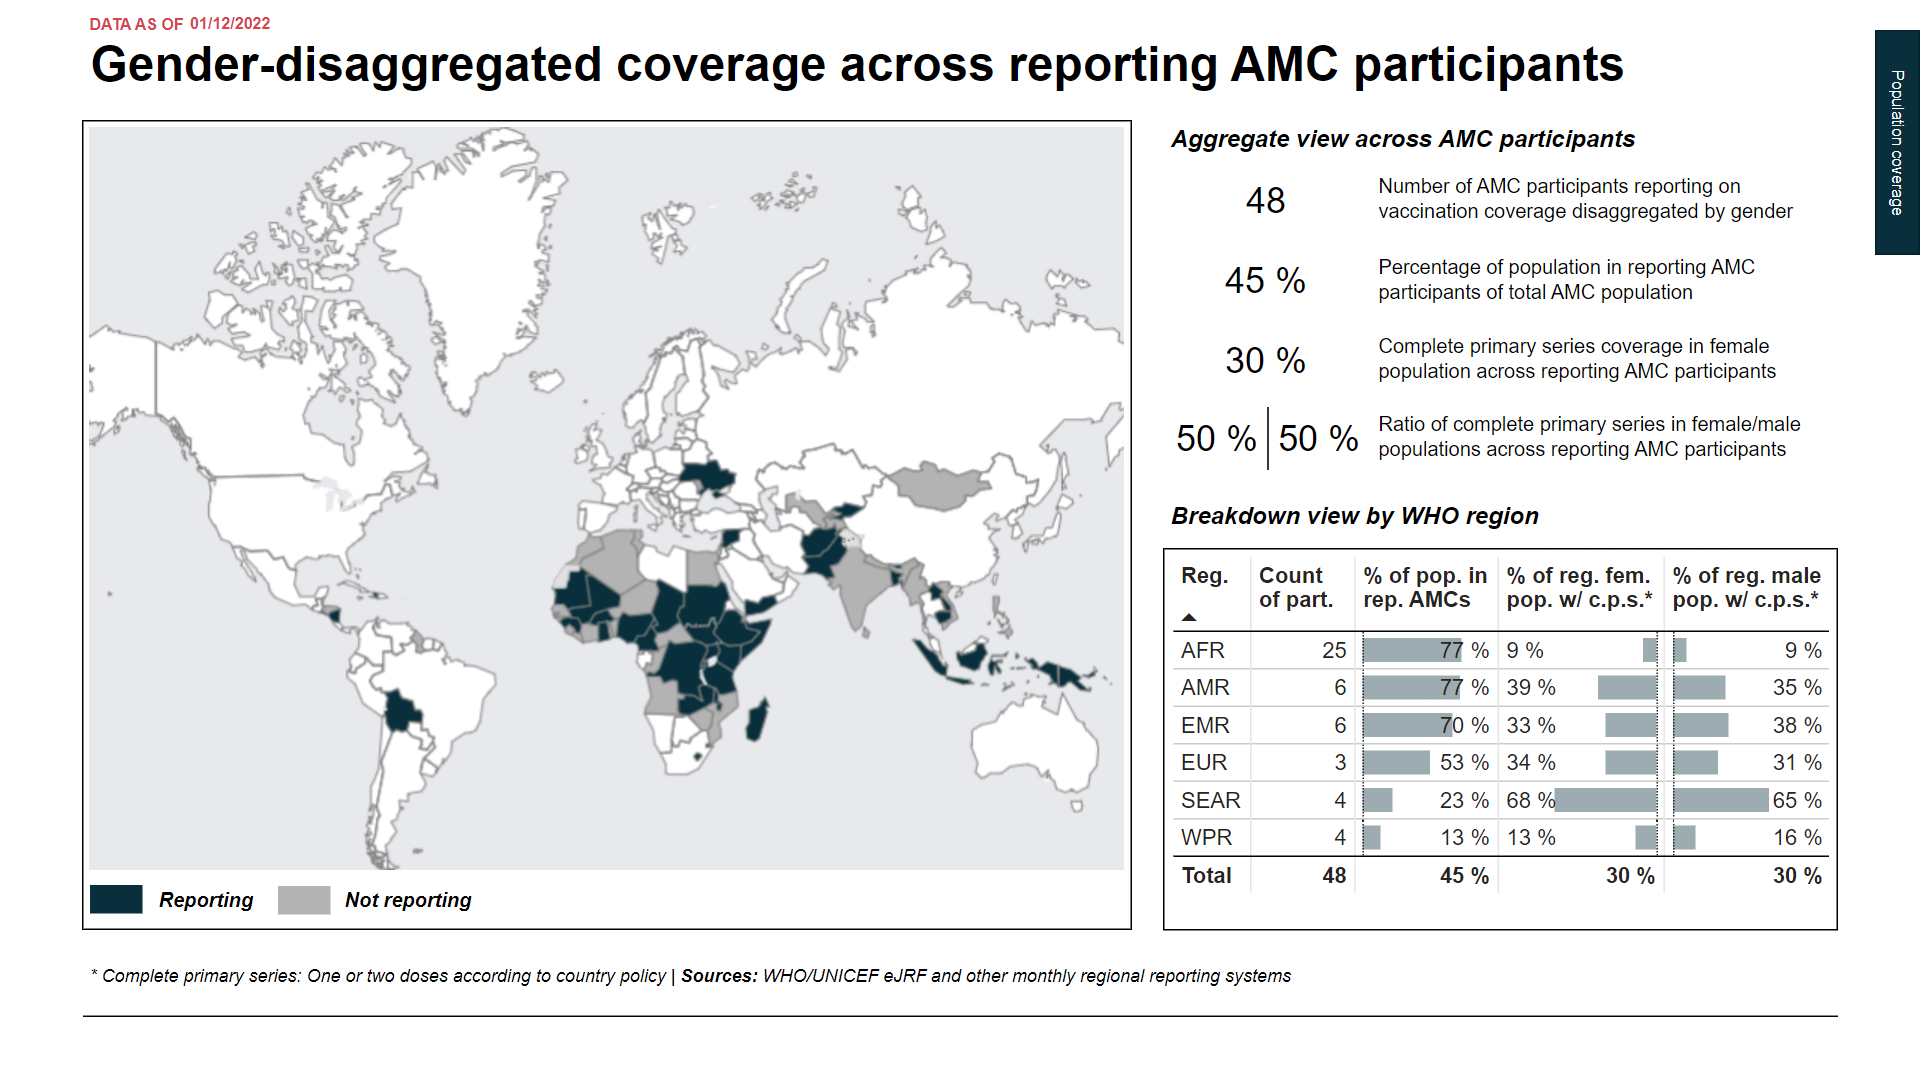 DATA AS OF 01/12/2022
Gender-disaggregated coverage across reporting AMC participants
Population coverage
Reporting
Not reporting
Aggregate view across AMC participants
48
Number of AMC participants reporting on
vaccination coverage disaggregated by gender
45 %
Percentage of population in reporting AMC
participants of total AMC population
30 %
Complete primary series coverage in female
population across reporting AMC participants
50 % | 50 %
Ratio of complete primary series in female/male
populations across reporting AMC participants
Breakdown view by WHO region
Reg. Count of part. % of pop. in rep. AMCs % of reg. fem. pop. w/ c.p.s.* % of reg. male pop. w/ c.p.s.*
AFR 25 77 % 9 % 9 %
AMR 6 77 % 39 % 35 %
EMR 6 70 % 33 % 38 %
EUR 3 53 % 34 % 31 %
SEAR 4 23 % 68 % 65 %
WPR 4 13 % 13 % 16 %
Total 48 45 % 30 % 30 %
* Complete primary series: One or two doses according to country policy | Sources: WHO/UNICEF eJRF and other monthly regional reporting systems